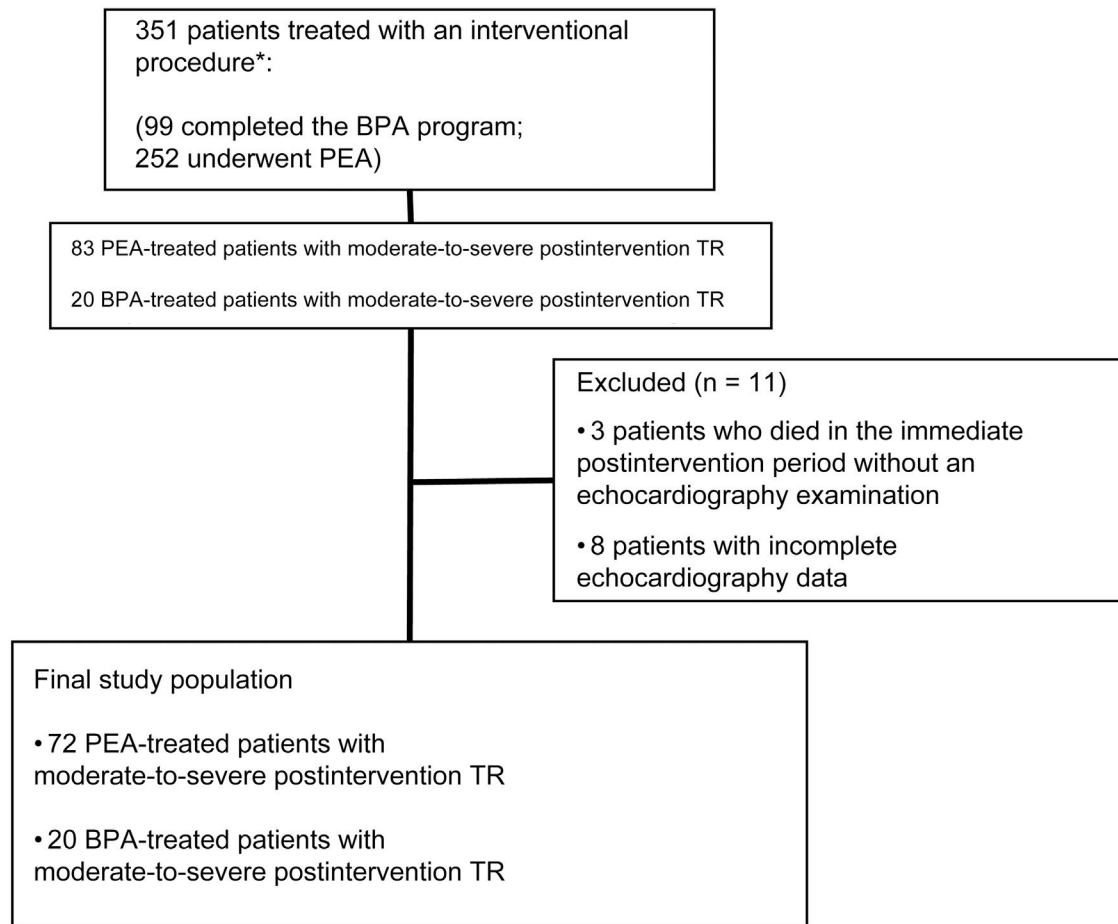 351 patients treated with an interventional
procedure*:
(99 completed the BPA program;
252 underwent PEA)
83 PEA-treated patients with moderate-to-severe postintervention TR
20 BPA-treated patients with moderate-to-severe postintervention TR
Excluded (n = 11)
• 3 patients who died in the immediate
postintervention period without an
echocardiography examination
• 8 patients with incomplete
echocardiography data
Final study population
• 72 PEA-treated patients with
moderate-to-severe postintervention TR
• 20 BPA-treated patients with
moderate-to-severe postintervention TR